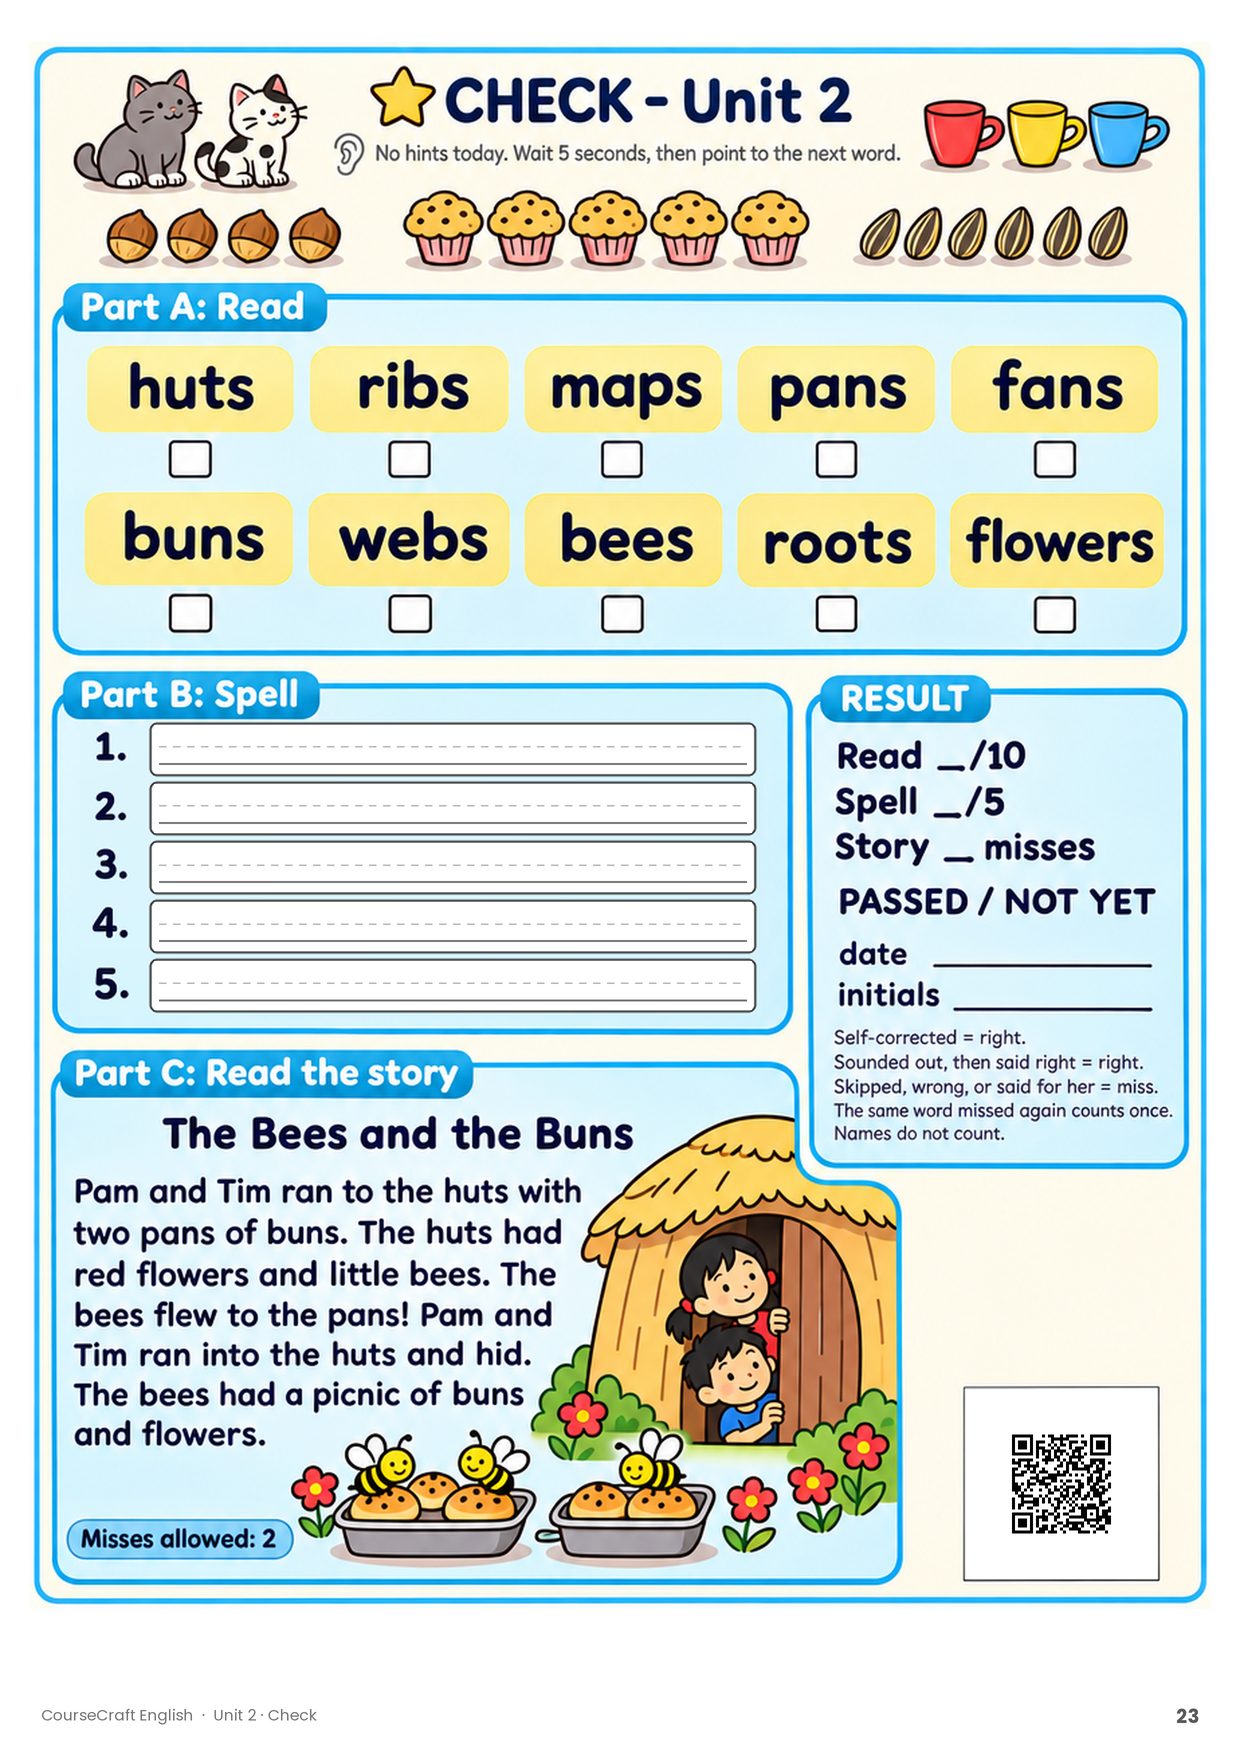 CHECK - Unit 2
No hints today. Wait 5 seconds, then point to the next word.
Part A: Read
huts ribs maps pans fans
buns webs bees roots flowers
Part B: Spell
1.
2.
3.
4.
5.
RESULT
Read _/10
Spell _/5
Story _ misses
PASSED / NOT YET
date ___
initials ___
Self-corrected = right.
Sounded out, then said right = right.
Skipped, wrong, or said for her = miss.
The same word missed again counts once.
Names do not count.
Part C: Read the story
The Bees and the Buns
Pam and Tim ran to the huts with
two pans of buns. The huts had
red flowers and little bees. The
bees flew to the pans! Pam and
Tim ran into the huts and hid.
The bees had a picnic of buns
and flowers.
Misses allowed: 2
CourseCraft English · Unit 2 · Check
23